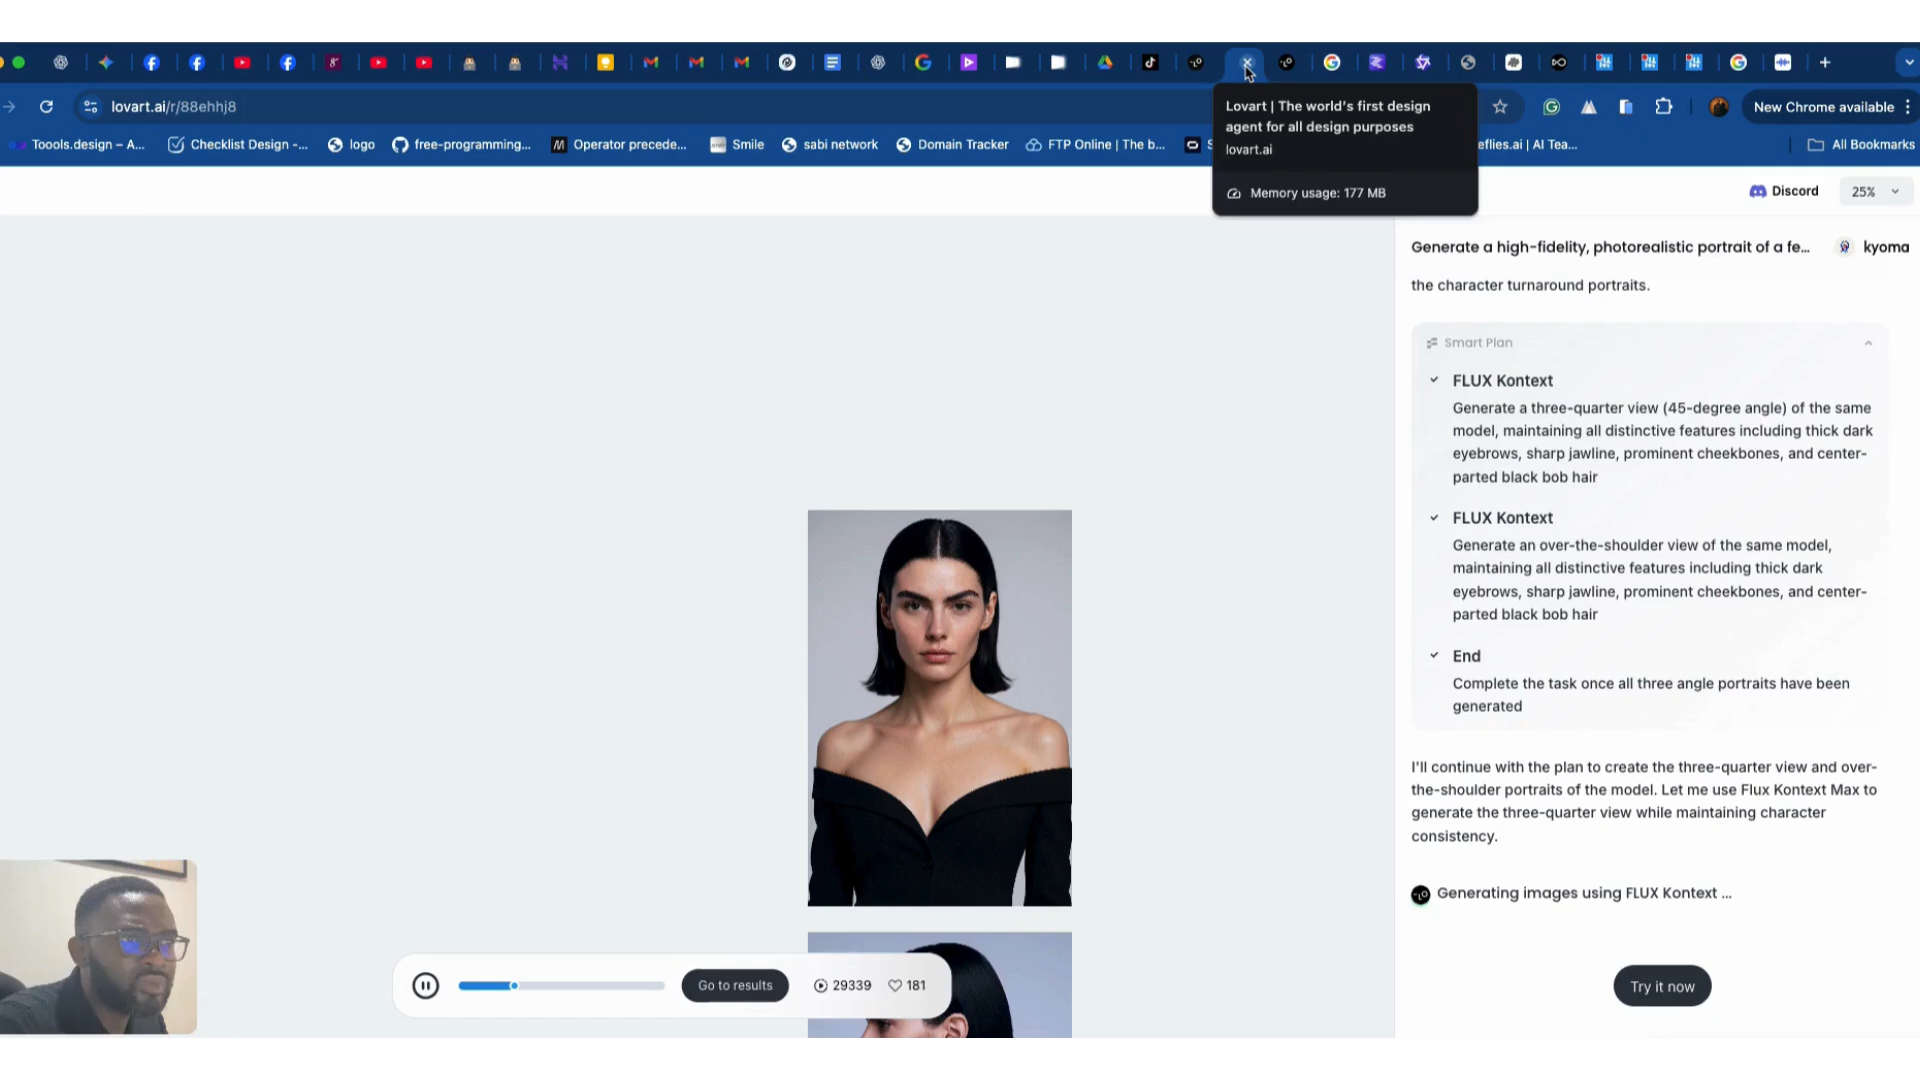 lovart.ai/r/88ehhj8
New Chrome available
Toools.design – A...
Checklist Design -...
logo
free-programming...
Operator precede...
Smile
sabi network
Domain Tracker
FTP Online | The b...
S
eflies.ai | AI Tea...
All Bookmarks
Lovart | The world's first design
agent for all design purposes
lovart.ai
Memory usage: 177 MB
Discord
25%
Generate a high-fidelity, photorealistic portrait of a fe...
kyoma
the character turnaround portraits.
Smart Plan
FLUX Kontext
Generate a three-quarter view (45-degree angle) of the same
model, maintaining all distinctive features including thick dark
eyebrows, sharp jawline, prominent cheekbones, and center-
parted black bob hair
FLUX Kontext
Generate an over-the-shoulder view of the same model,
maintaining all distinctive features including thick dark
eyebrows, sharp jawline, prominent cheekbones, and center-
parted black bob hair
End
Complete the task once all three angle portraits have been
generated
I'll continue with the plan to create the three-quarter view and over-
the-shoulder portraits of the model. Let me use Flux Kontext Max to
generate the three-quarter view while maintaining character
consistency.
Generating images using FLUX Kontext ...
Go to results
29339
181
Try it now